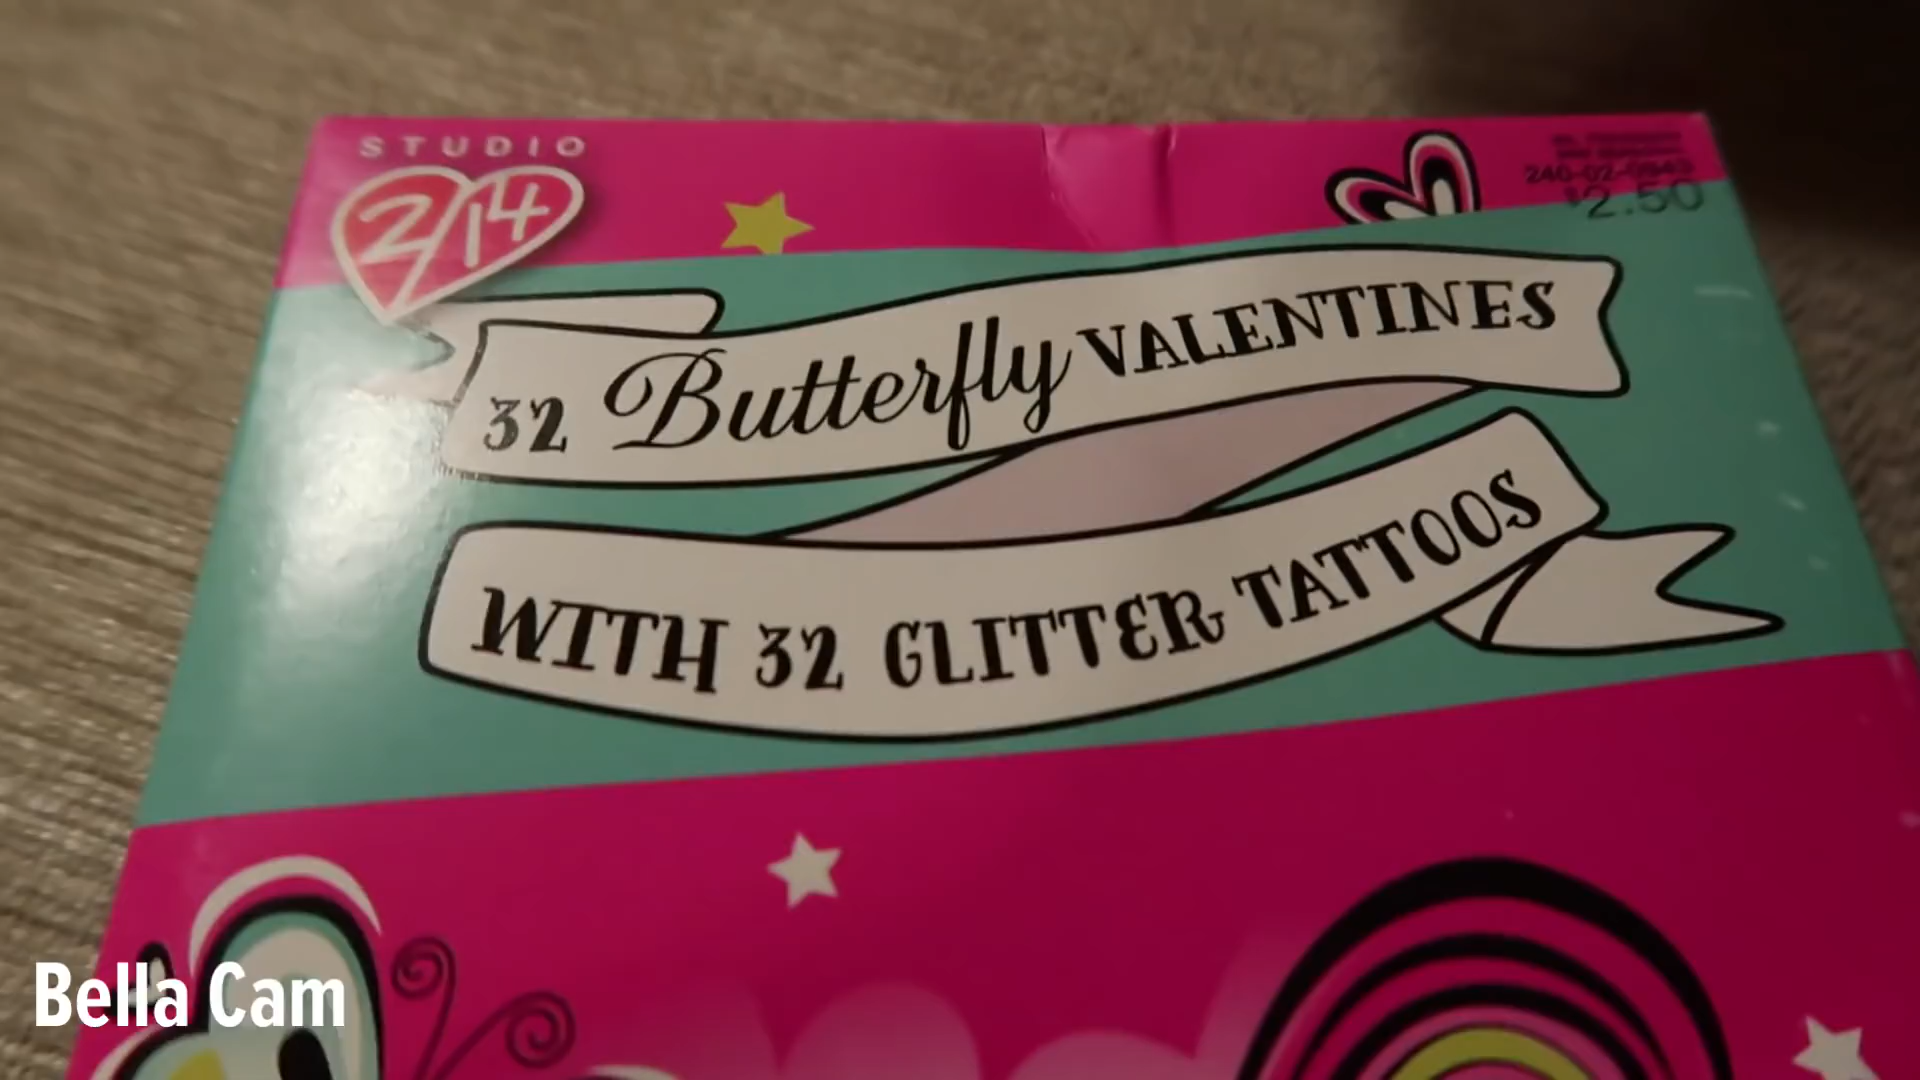 STUDIO
2/14
$2.50
32 Butterfly VALENTINES
WITH 32 GLITTER TATTOOS
Bella Cam